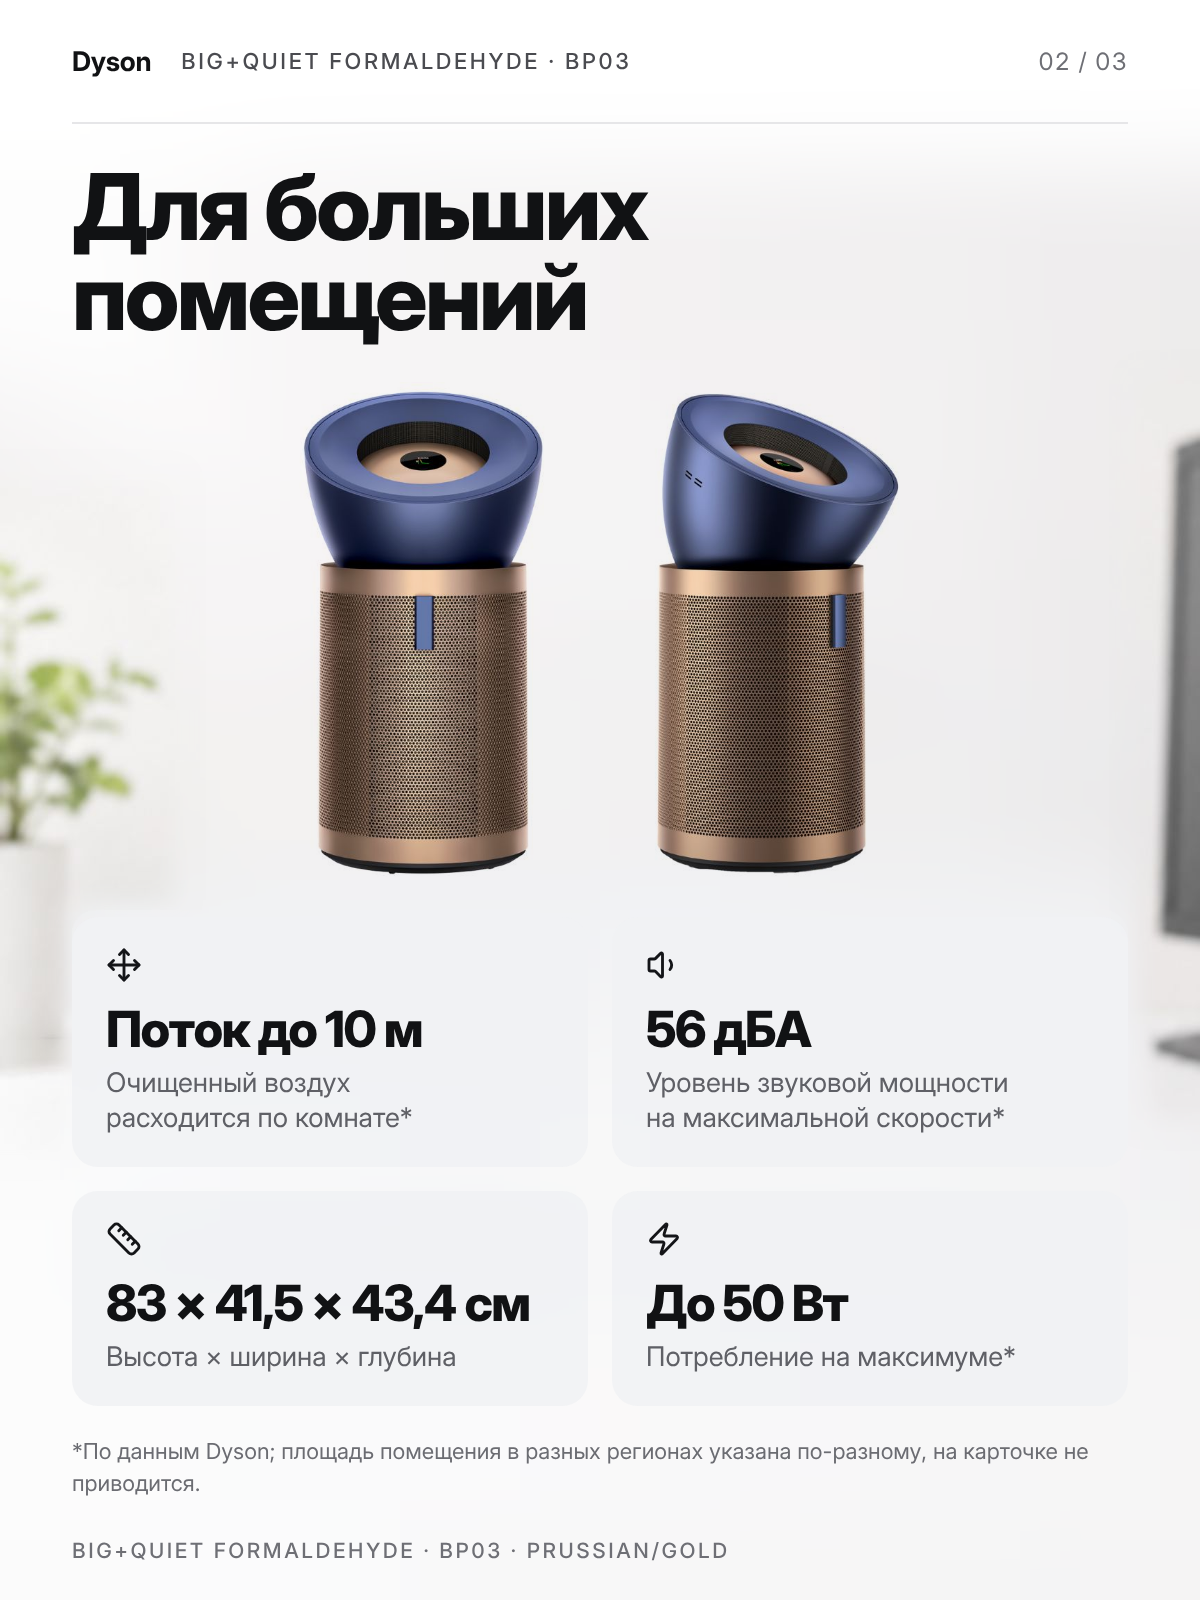 Dyson BIG+QUIET FORMALDEHYDE · BP03 02 / 03
Для больших
помещений
Поток до 10 м
Очищенный воздух
расходится по комнате*
56 дБА
Уровень звуковой мощности
на максимальной скорости*
83 × 41,5 × 43,4 см
Высота × ширина × глубина
До 50 Вт
Потребление на максимуме*
*По данным Dyson; площадь помещения в разных регионах указана по-разному, на карточке не
приводится.
BIG+QUIET FORMALDEHYDE · BP03 · PRUSSIAN/GOLD